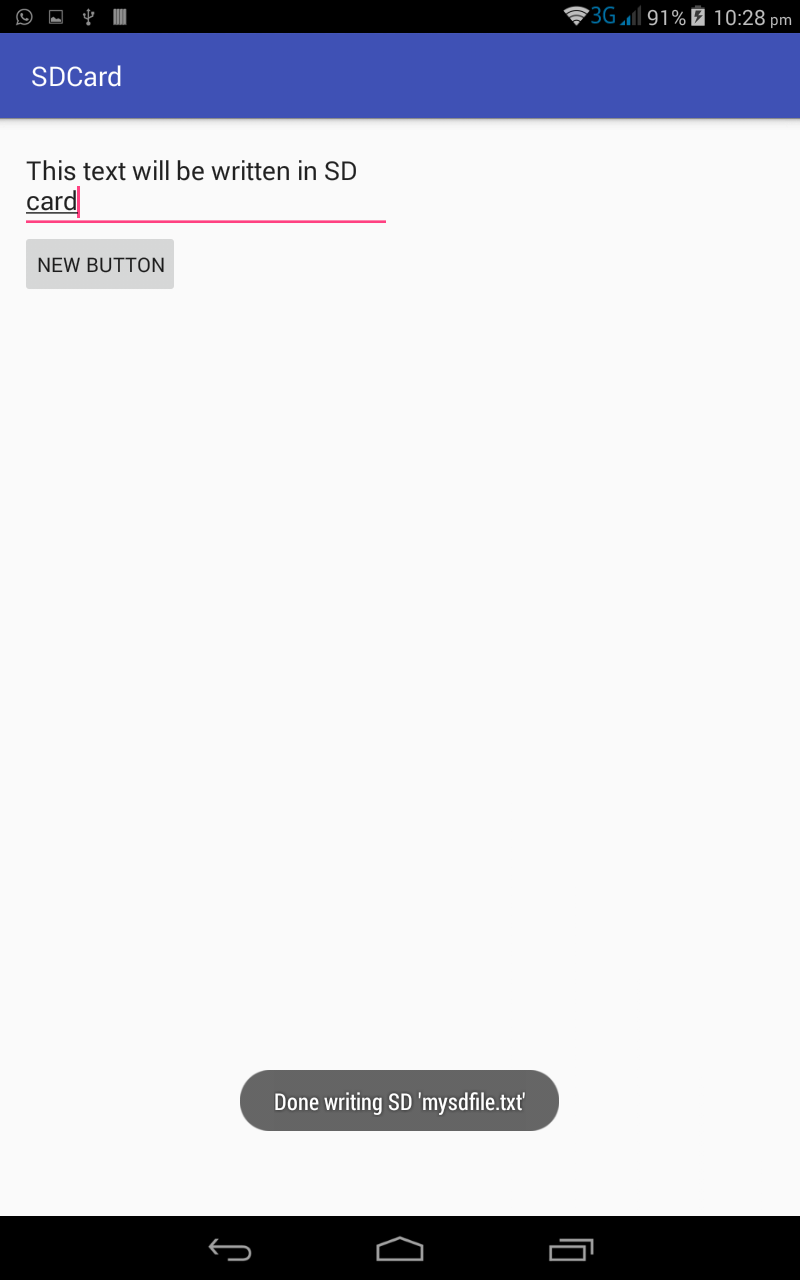 3G 91% 10:28 pm
SDCard
This text will be written in SD
card
NEW BUTTON
Done writing SD 'mysdfile.txt'